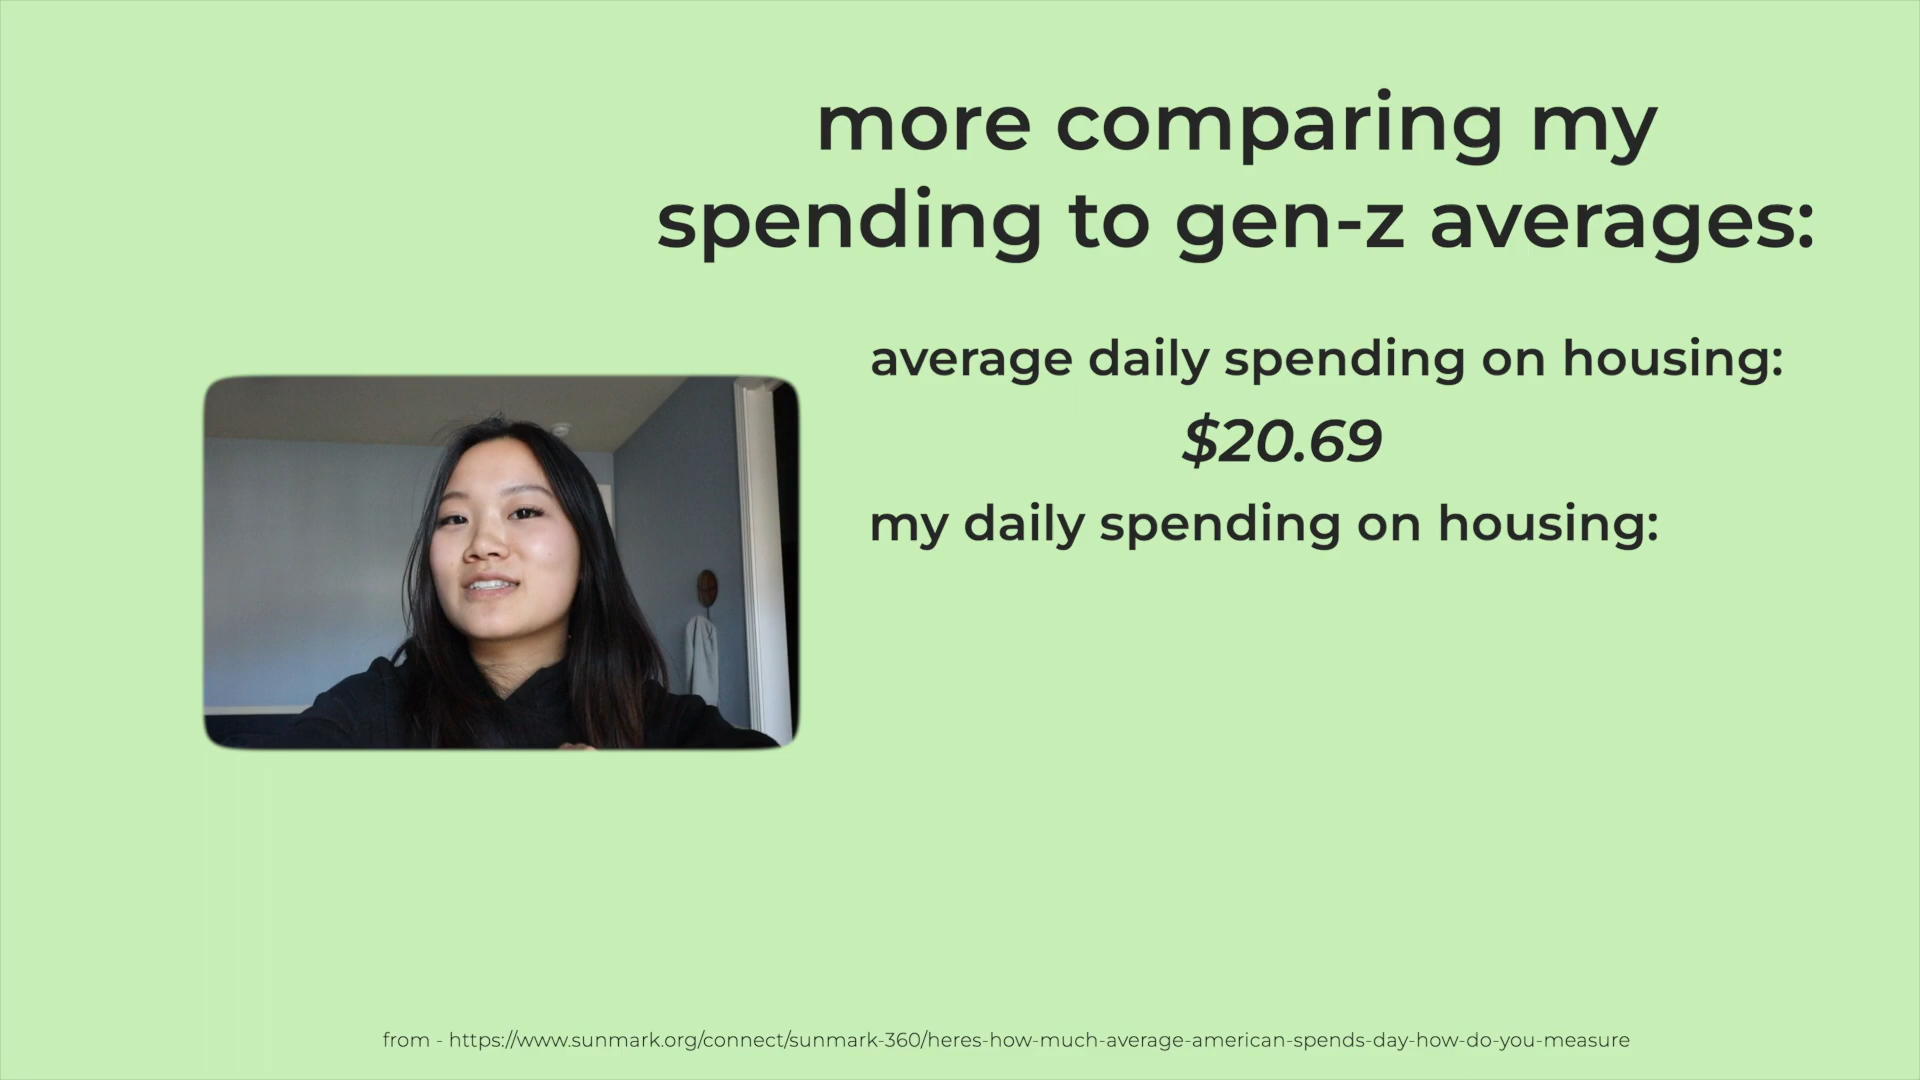 more comparing my
spending to gen-z averages:
average daily spending on housing:
$20.69
my daily spending on housing:
from - https://www.sunmark.org/connect/sunmark-360/heres-how-much-average-american-spends-day-how-do-you-measure